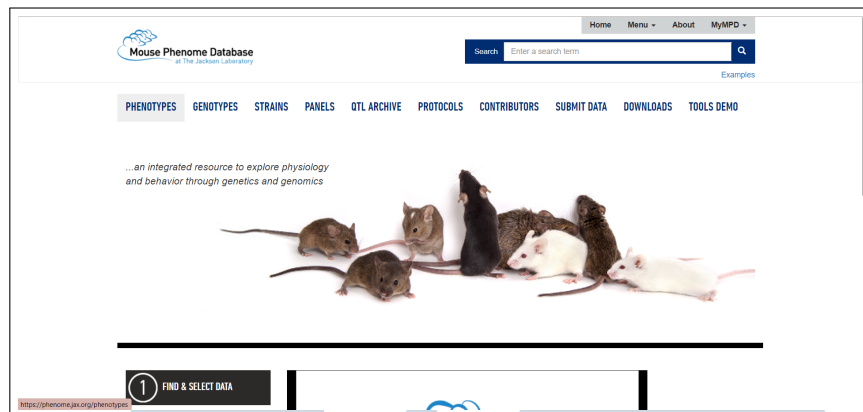 Home Menu About MyMPD
Mouse Phenome Database
at The Jackson Laboratory
Search Enter a search term
Examples
PHENOTYPES GENOTYPES STRAINS PANELS QTL ARCHIVE PROTOCOLS CONTRIBUTORS SUBMIT DATA DOWNLOADS TOOLS DEMO
...an integrated resource to explore physiology
and behavior through genetics and genomics
1 FIND & SELECT DATA
https://phenome.jax.org/phenotypes